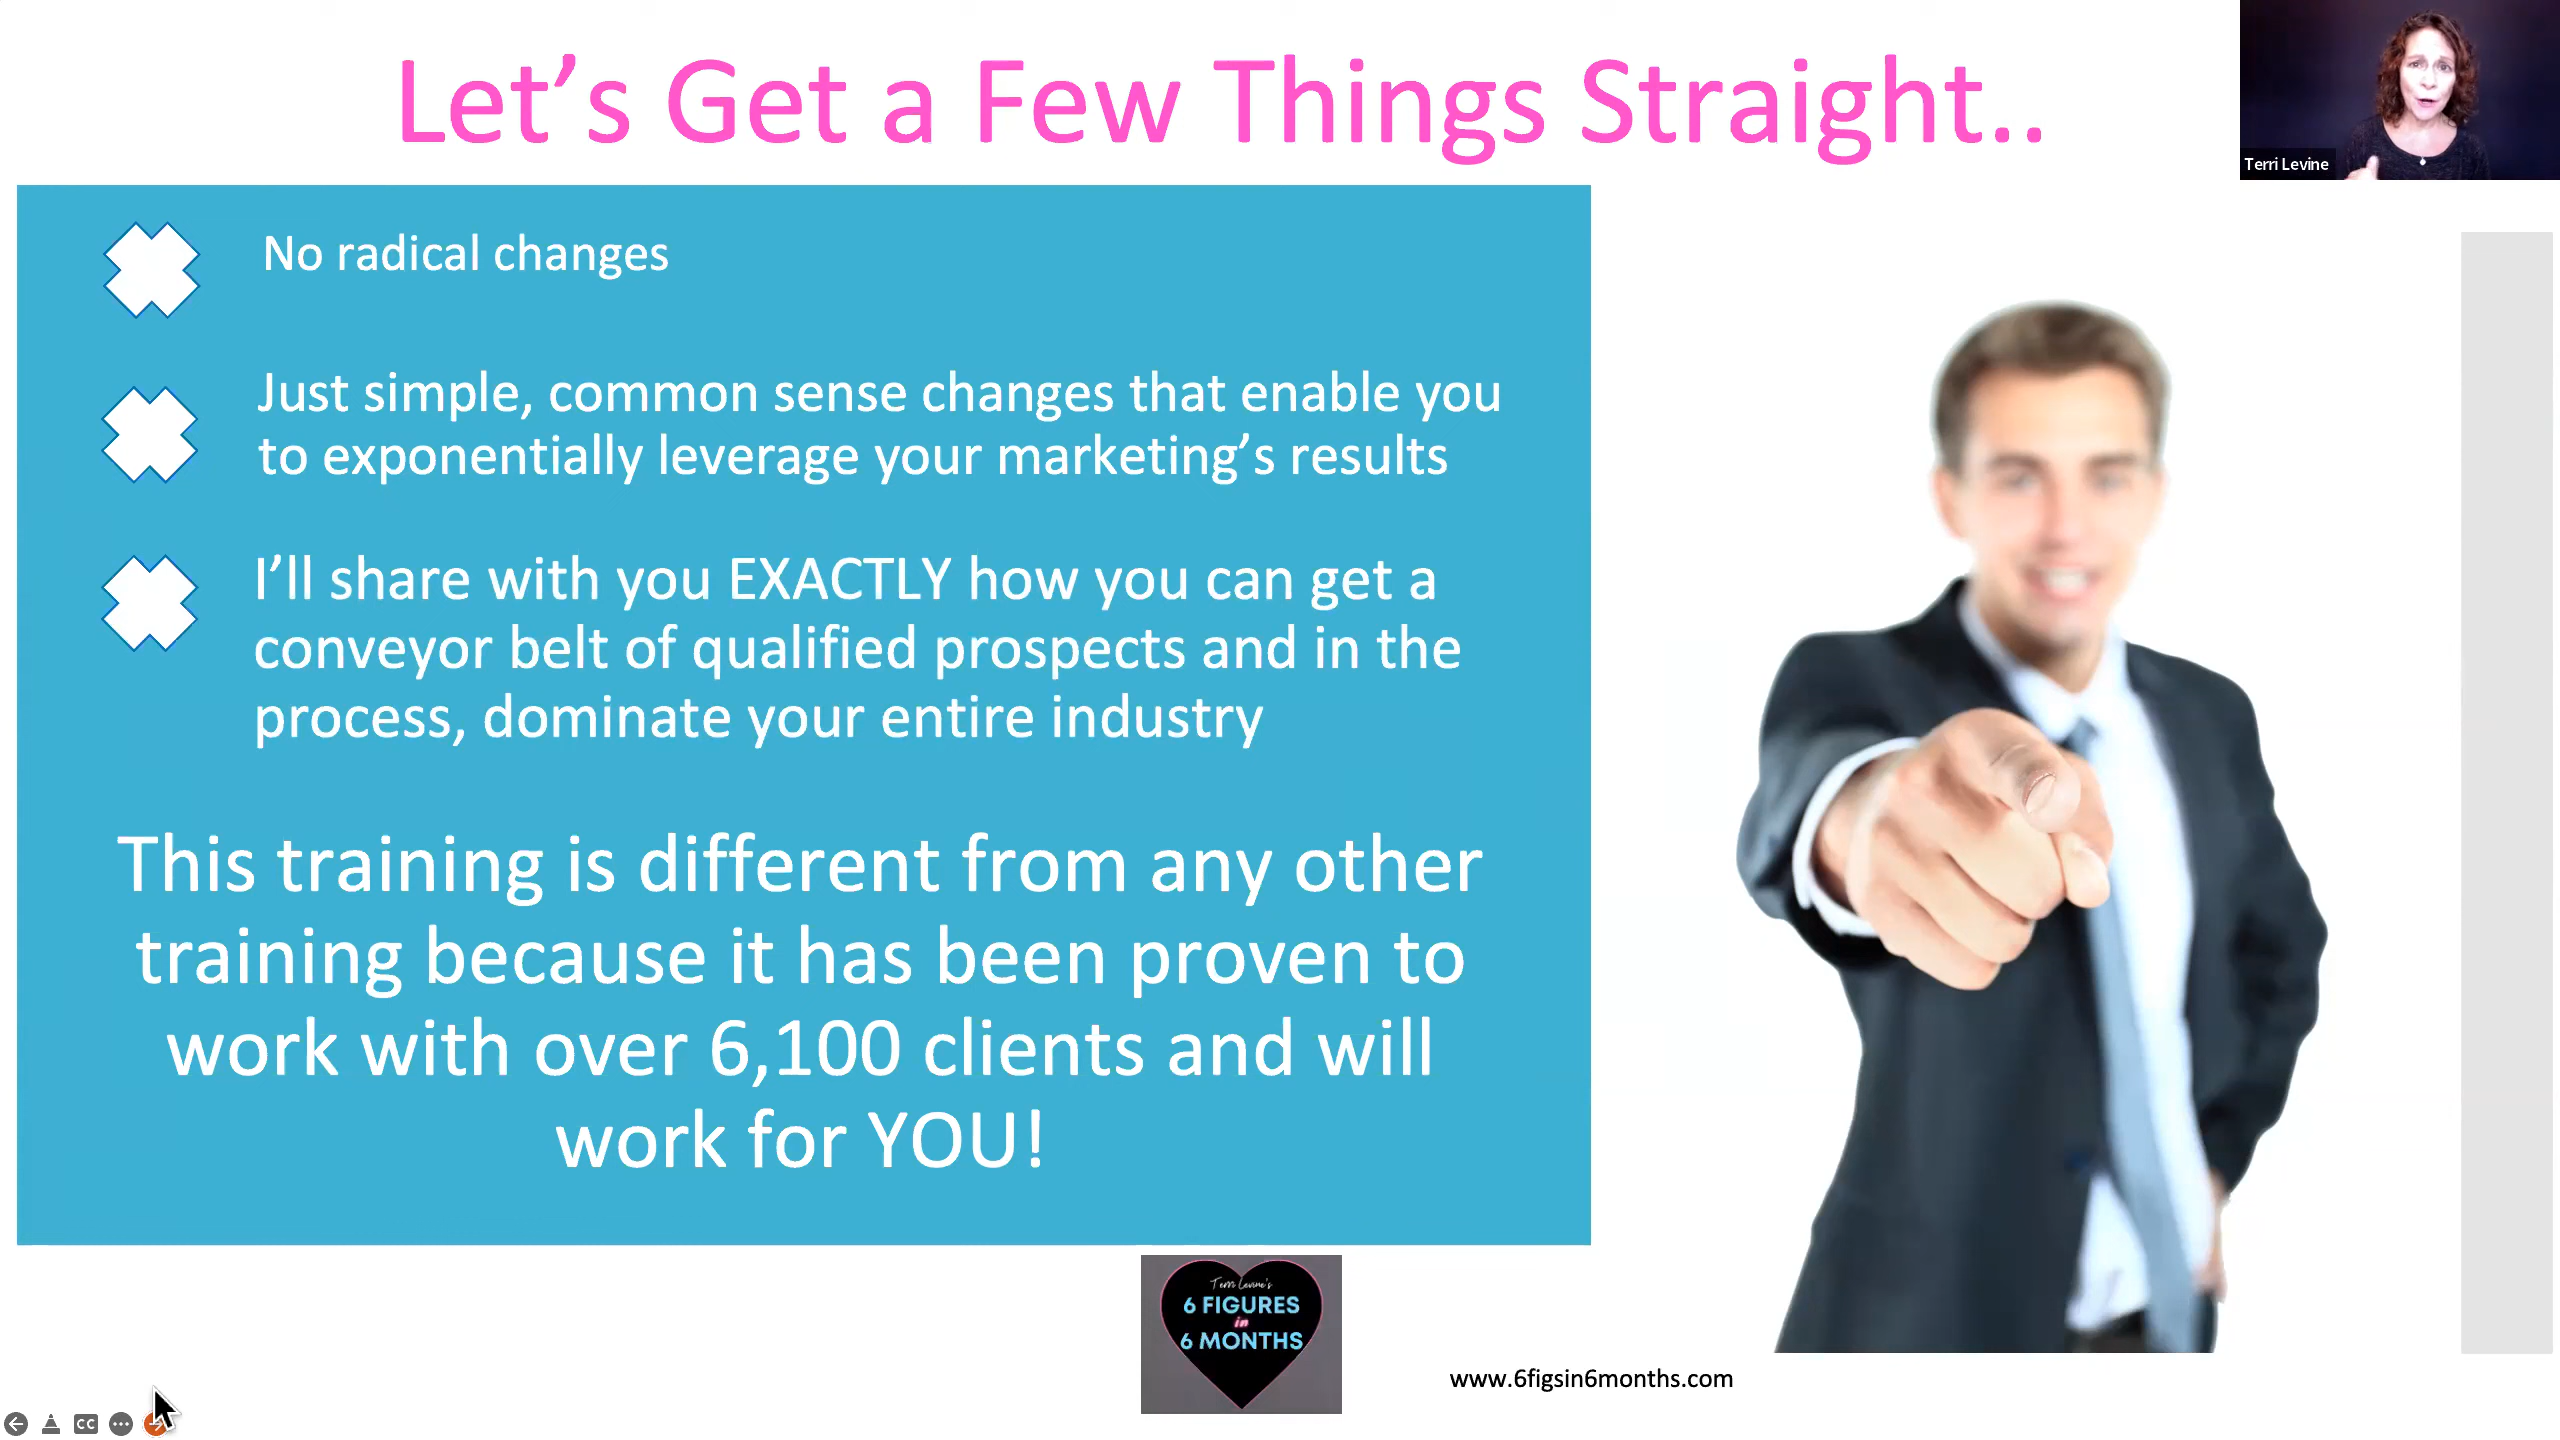 Let’s Get a Few Things Straight..
Terri Levine
No radical changes
Just simple, common sense changes that enable you
to exponentially leverage your marketing’s results
I’ll share with you EXACTLY how you can get a
conveyor belt of qualified prospects and in the
process, dominate your entire industry
This training is different from any other
training because it has been proven to
work with over 6,100 clients and will
work for YOU!
Terri Levine's
6 FIGURES
in
6 MONTHS
www.6figsin6months.com
CC